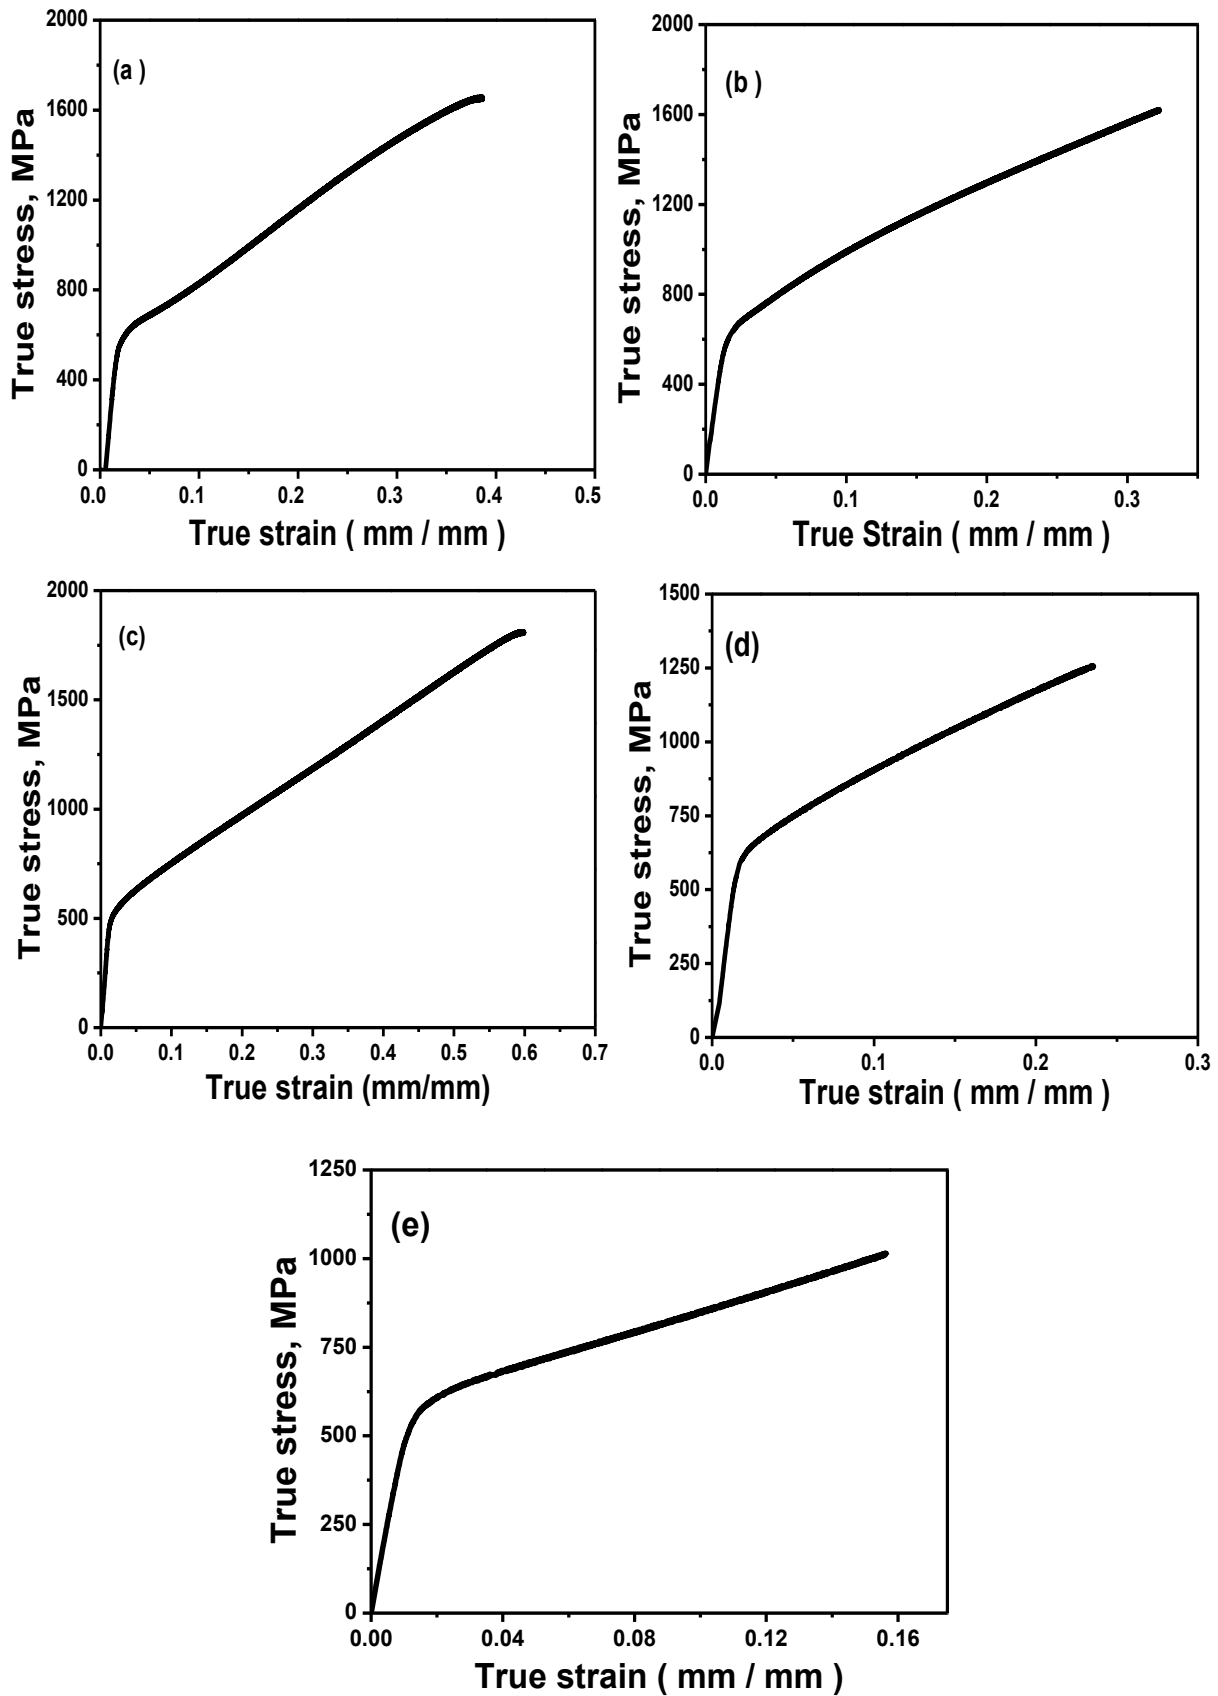 2000
1600
1200
800
400
0
(a )
True stress, MPa
0.0 0.1 0.2 0.3 0.4 0.5
True strain ( mm / mm )
2000
1600
1200
800
400
0
(b )
True stress, MPa
0.0 0.1 0.2 0.3
True Strain ( mm / mm )
2000
1500
1000
500
0
(c)
True stress, MPa
0.0 0.1 0.2 0.3 0.4 0.5 0.6 0.7
True strain (mm/mm)
1500
1250
1000
750
500
250
0
(d)
True stress, MPa
0.0 0.1 0.2 0.3
True strain ( mm / mm )
1250
1000
750
500
250
0
(e)
True stress, MPa
0.00 0.04 0.08 0.12 0.16
True strain ( mm / mm )